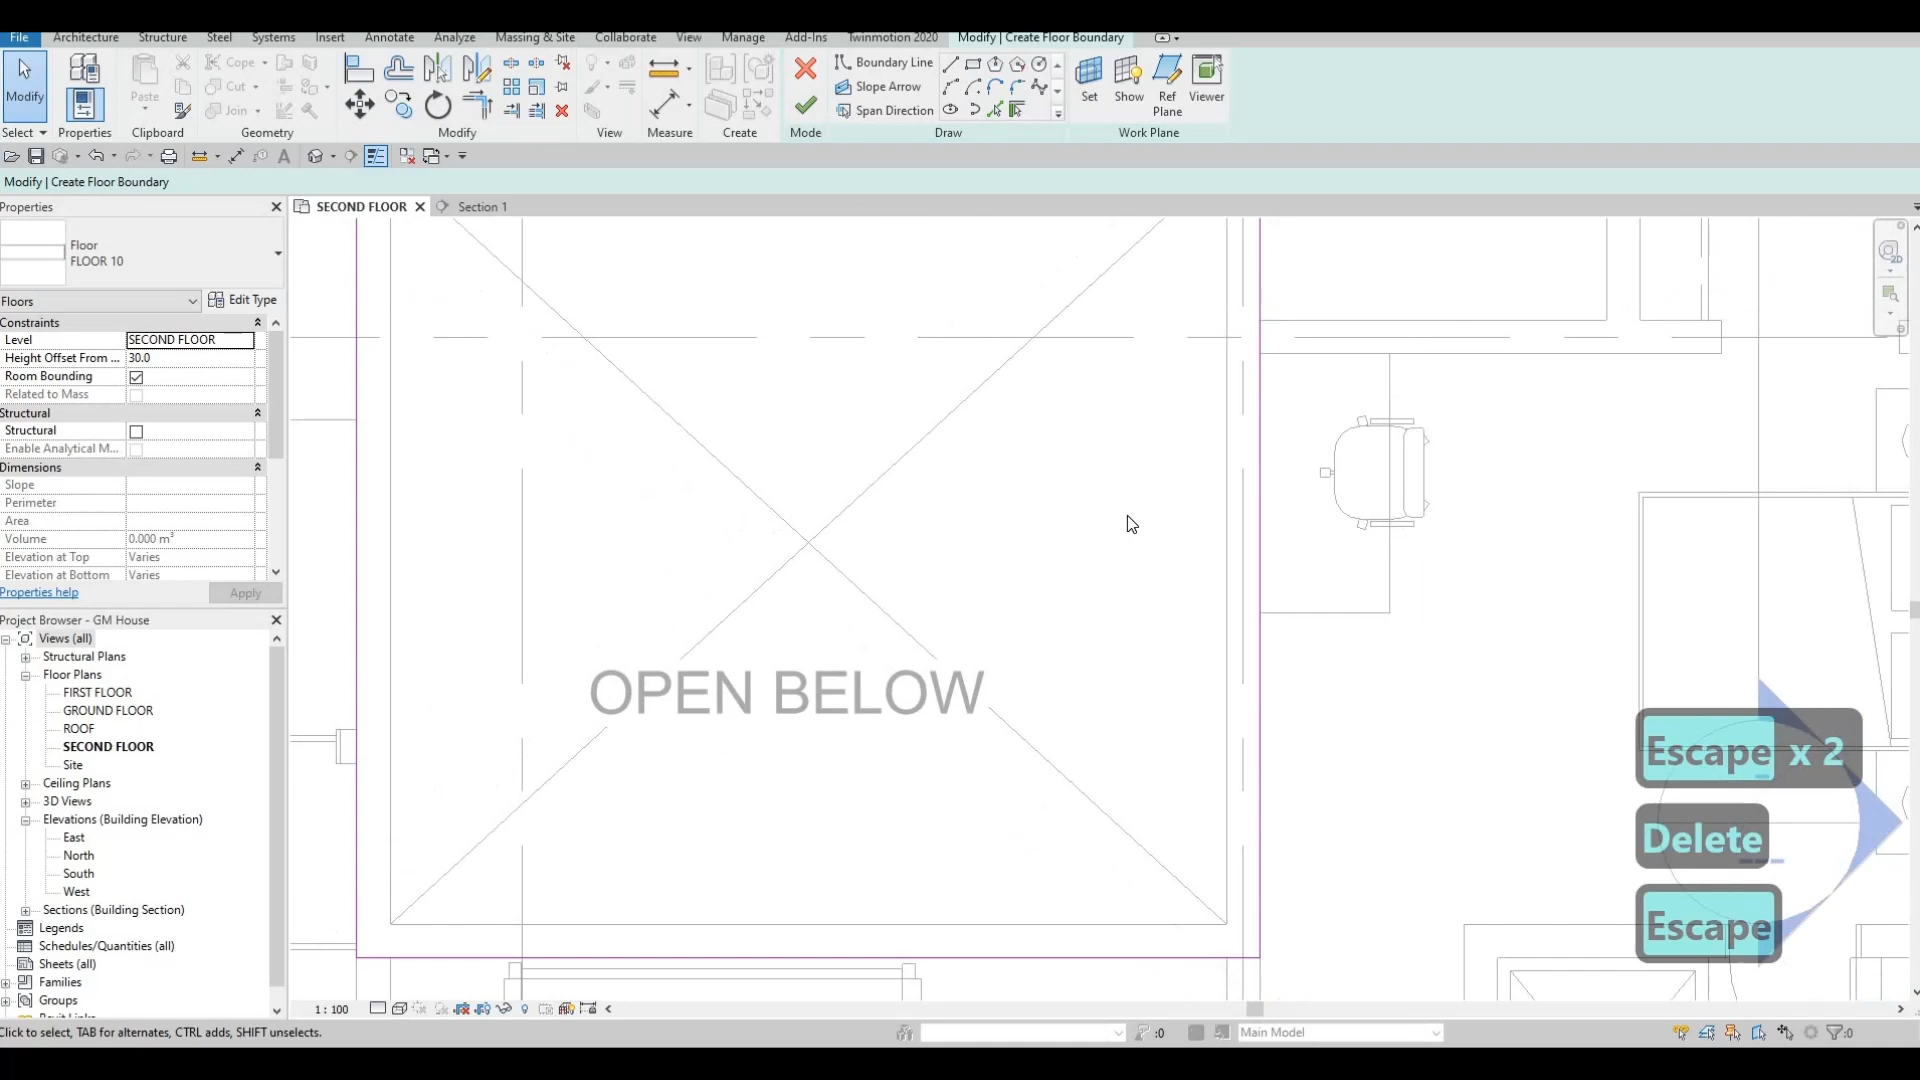 File Architecture Structure Steel Systems Insert Annotate Analyze Massing & Site Collaborate View Manage Add-Ins Twinmotion 2020 Modify | Create Floor Boundary
Modify Paste Cope Cut Join Boundary Line Slope Arrow Span Direction Set Show Ref Plane Viewer
Select Properties Clipboard Geometry Modify View Measure Create Mode Draw Work Plane
Modify | Create Floor Boundary
Properties
SECOND FLOOR Section 1
Floor
FLOOR 10
Floors Edit Type
Constraints
Level SECOND FLOOR
Height Offset From ... 30.0
Room Bounding
Related to Mass
Structural
Structural
Enable Analytical M...
Dimensions
Slope
Perimeter
Area
Volume 0.000 m³
Elevation at Top Varies
Elevation at Bottom Varies
Properties help Apply
Project Browser - GM House
Views (all)
Structural Plans
Floor Plans
FIRST FLOOR
GROUND FLOOR
ROOF
SECOND FLOOR
Site
Ceiling Plans
3D Views
Elevations (Building Elevation)
East
North
South
West
Sections (Building Section)
Legends
Schedules/Quantities (all)
Sheets (all)
Families
Groups
OPEN BELOW
2D
Escape x 2
Delete
Escape
1 : 100
Click to select, TAB for alternates, CTRL adds, SHIFT unselects.
:0 Main Model :0